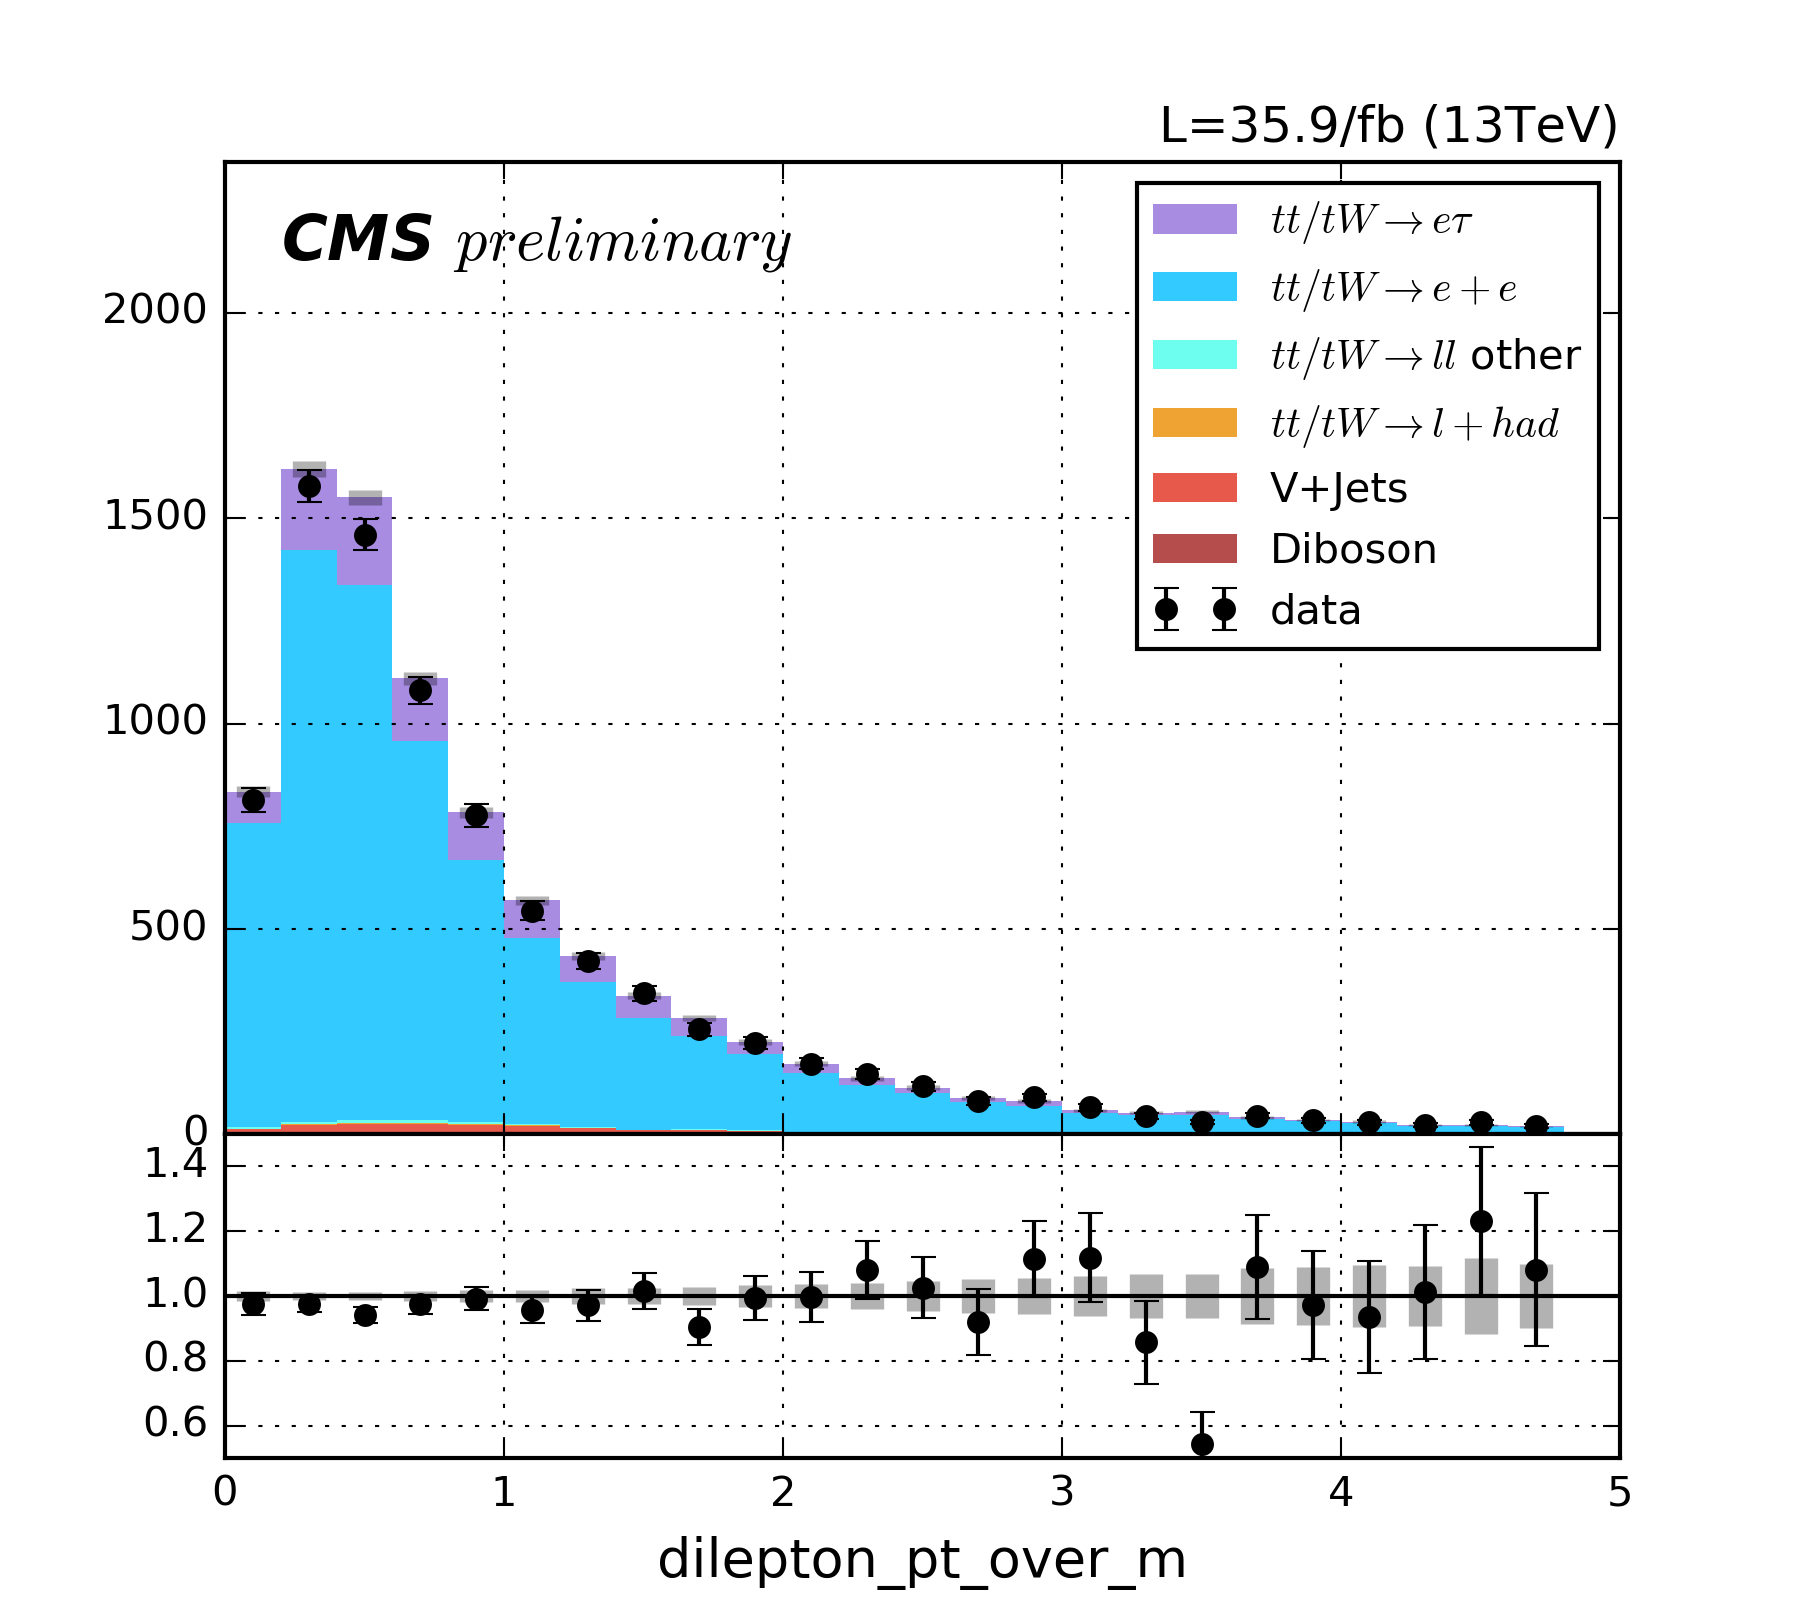 L=35.9/fb (13TeV)
CMS preliminary
tt/tW→eτ
tt/tW→e+e
tt/tW→ll other
tt/tW→l+had
V+Jets
Diboson
data
2000
1500
1000
500
0
1.4
1.2
1.0
0.8
0.6
0 1 2 3 4 5
dilepton_pt_over_m